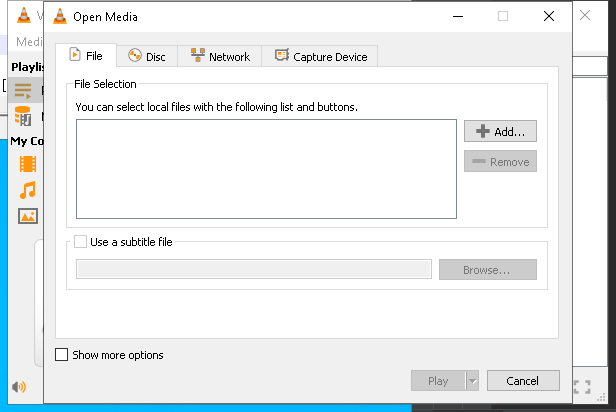 Open Media
Medi
File
Disc
Network
Capture Device
Playlis
File Selection
You can select local files with the following list and buttons.
Add...
Remove
My Co
Use a subtitle file
Browse...
Show more options
Play
Cancel